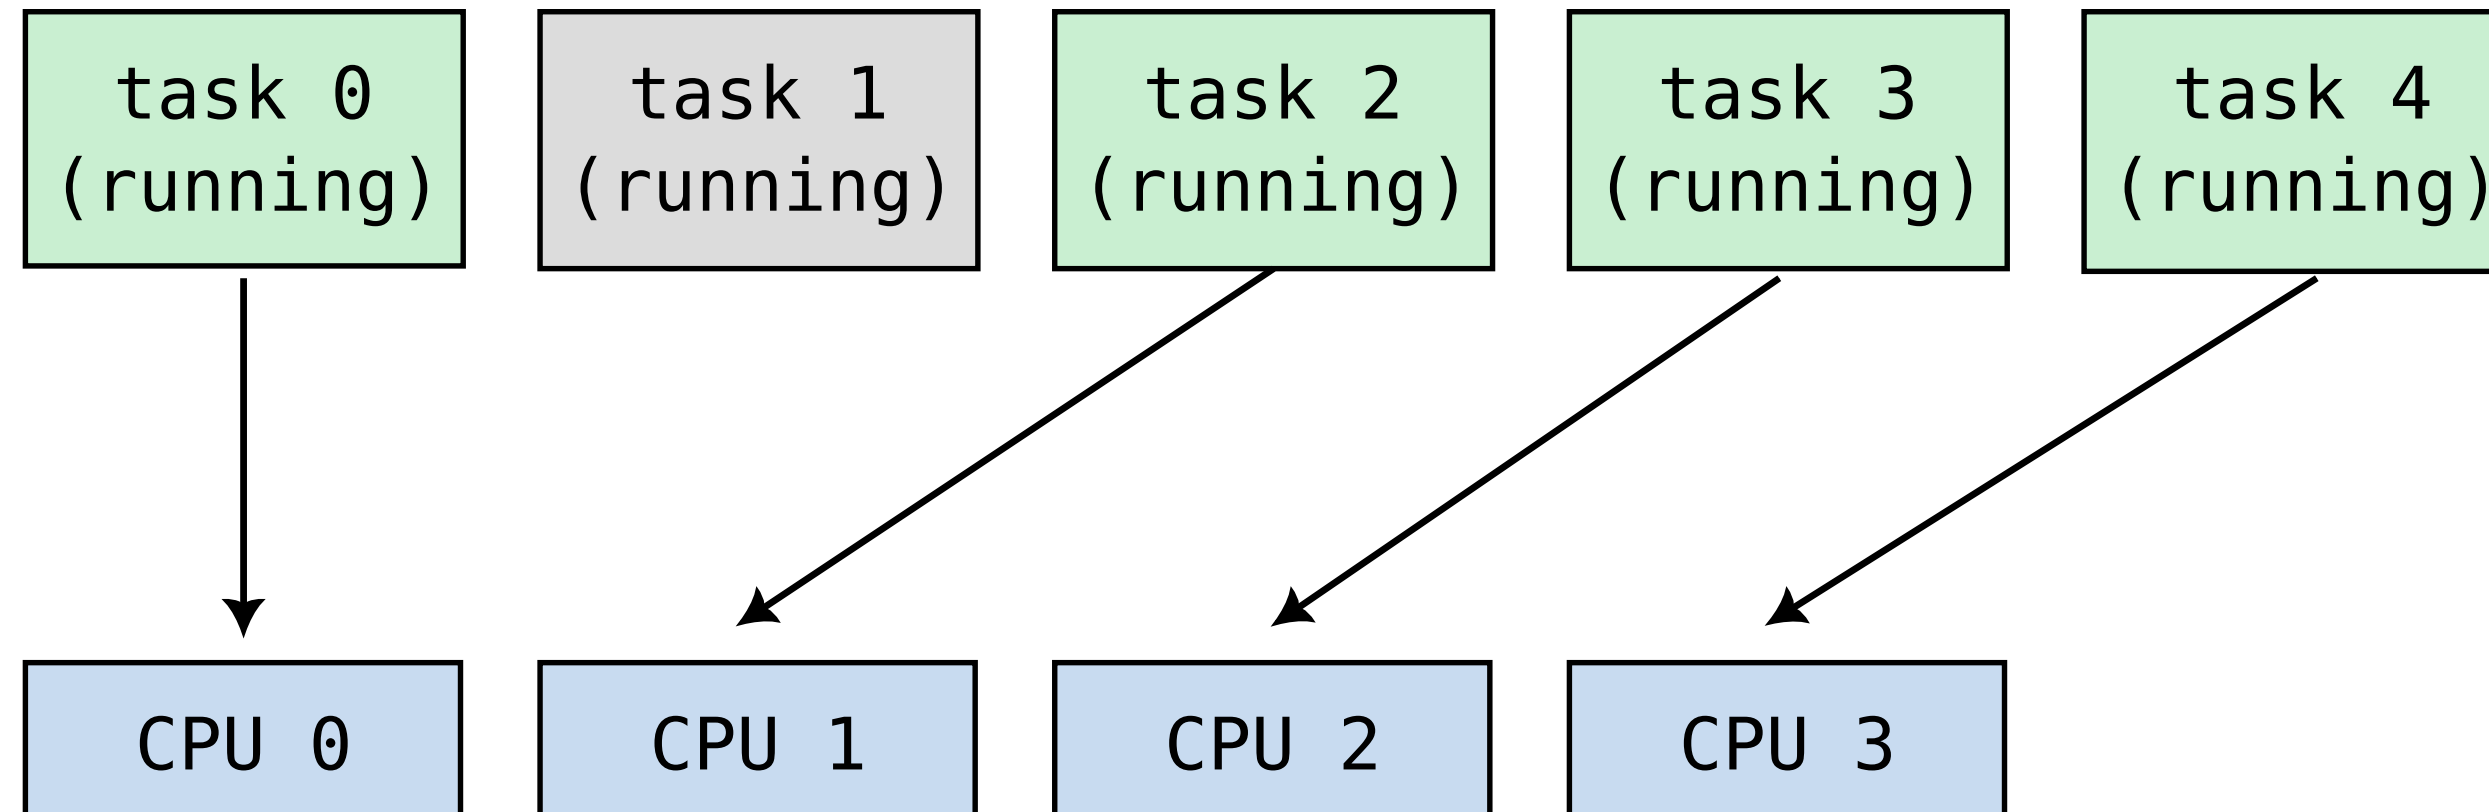 task 0
(running)
task 1
(running)
task 2
(running)
task 3
(running)
task 4
(running)
CPU 0
CPU 1
CPU 2
CPU 3